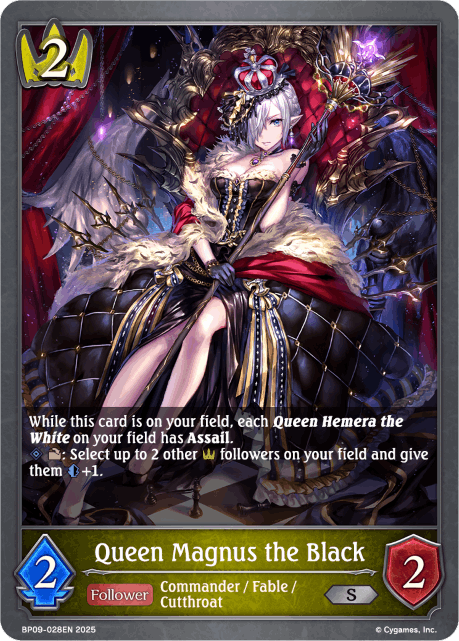 2
While this card is on your field, each Queen Hemera the
White on your field has Assail.
: Select up to 2 other followers on your field and give
them +1.
Queen Magnus the Black
2
Follower
Commander / Fable /
Cutthroat
S
2
BP09-028EN 2025
© Cygames, Inc.